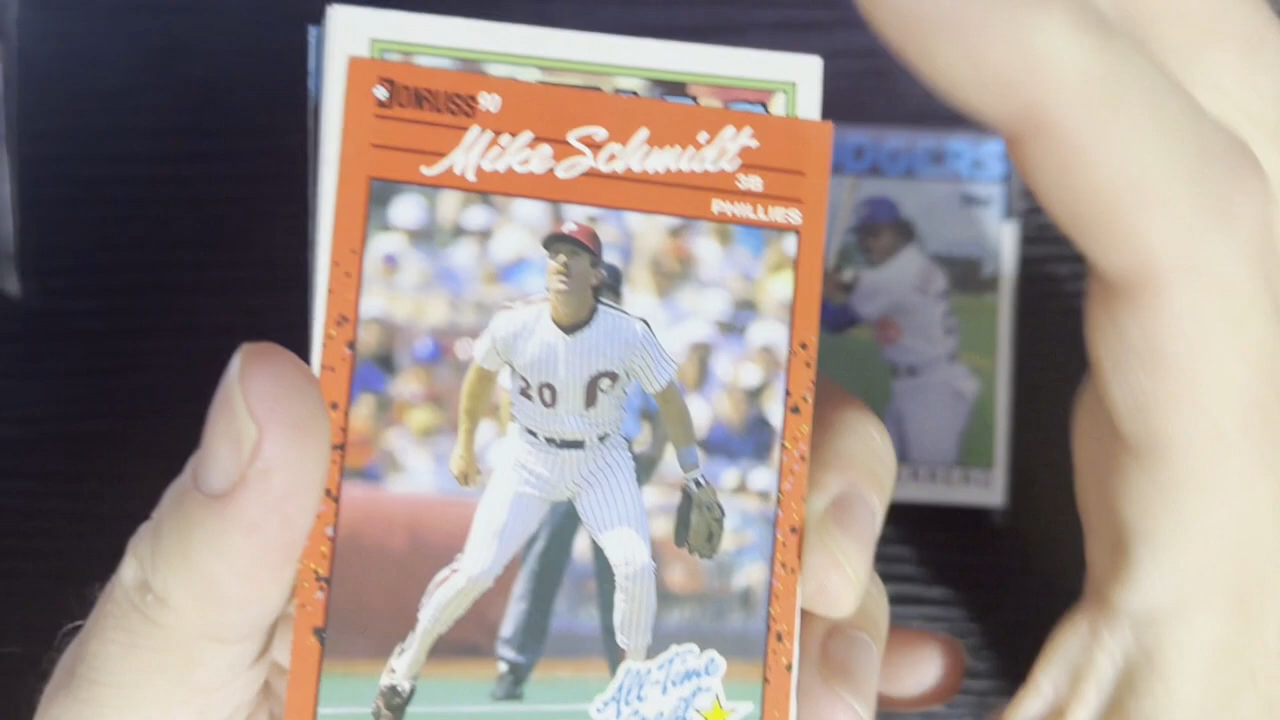 DONRUSS 90
Mike Schmidt
3B
PHILLIES
DODGERS
20 P
All-Time